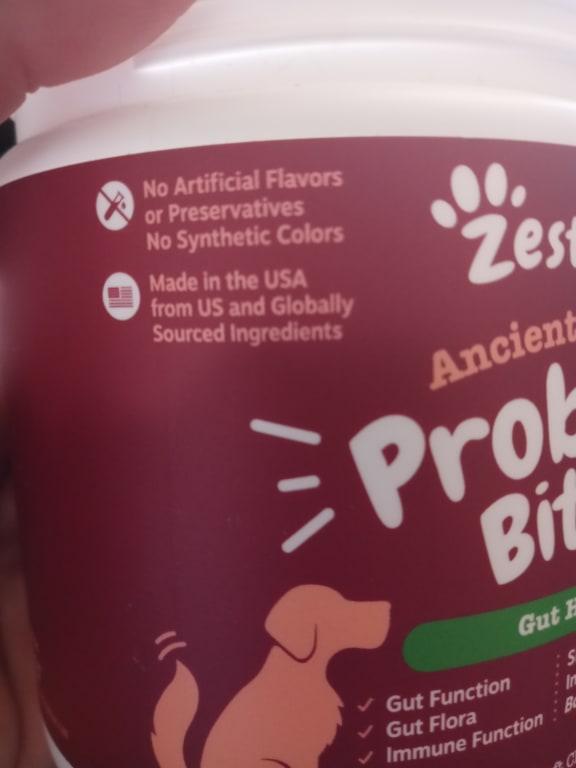 No Artificial Flavors
or Preservatives
No Synthetic Colors
Made in the USA
from US and Globally
Sourced Ingredients
Zest
Ancient
Prob
Bit
Gut H
Gut Function
Gut Flora
Immune Function